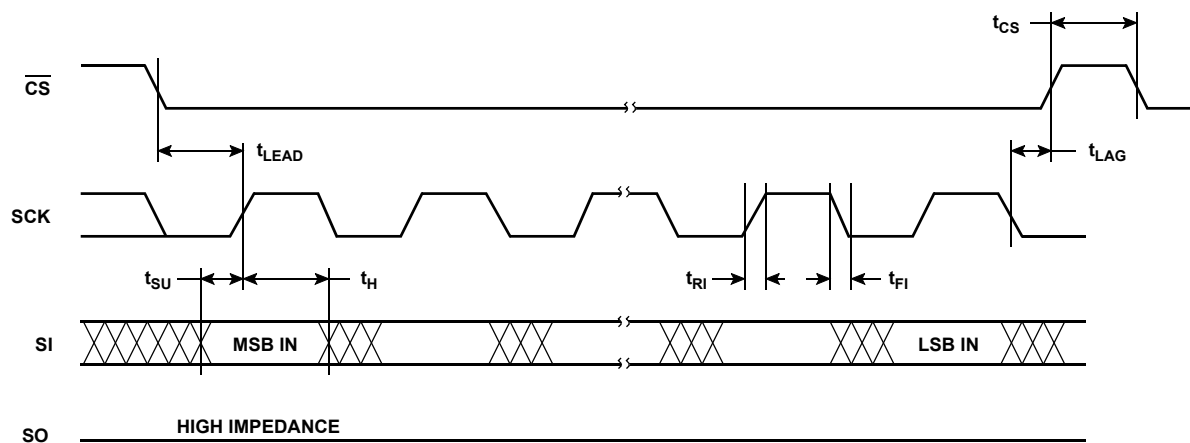 tCS
CS
tLEAD
tLAG
SCK
tSU
tH
tRI
tFI
SI
MSB IN
LSB IN
SO
HIGH IMPEDANCE